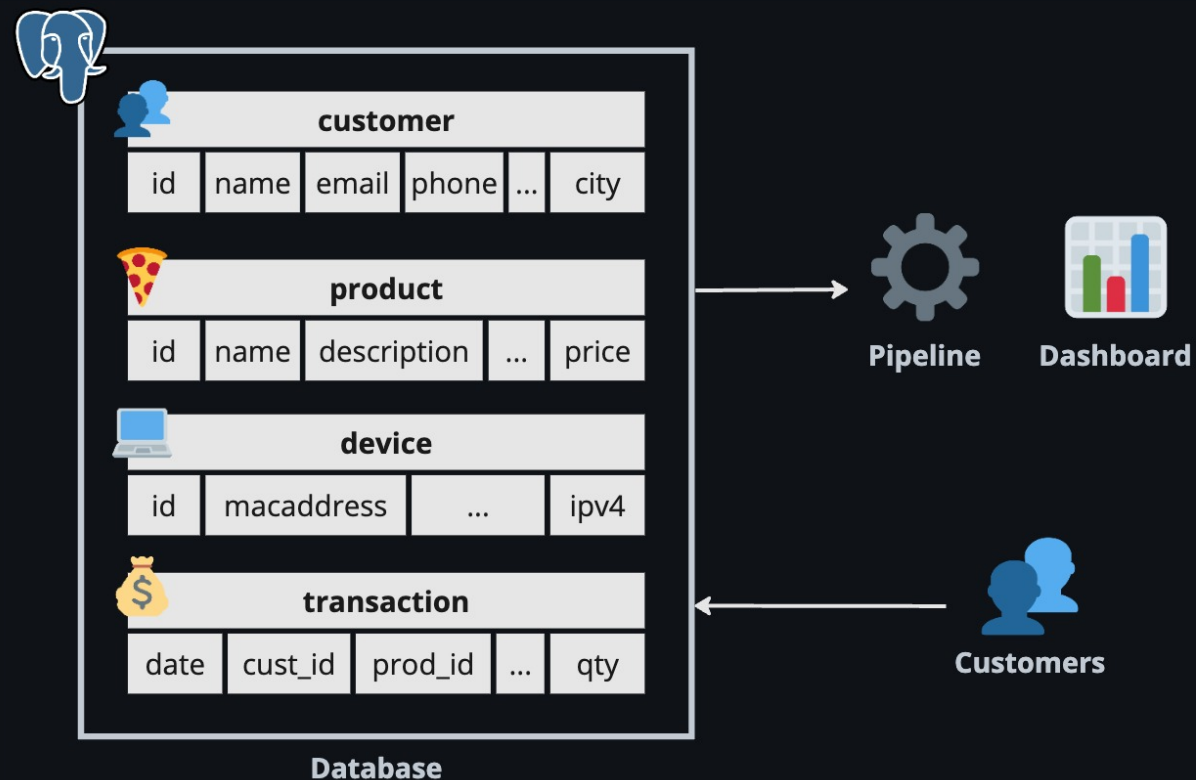 customer
id name email phone ... city
product
id name description ... price
Pipeline Dashboard
device
id macaddress ... ipv4
transaction
date cust_id prod_id ... qty
Customers
Database
$